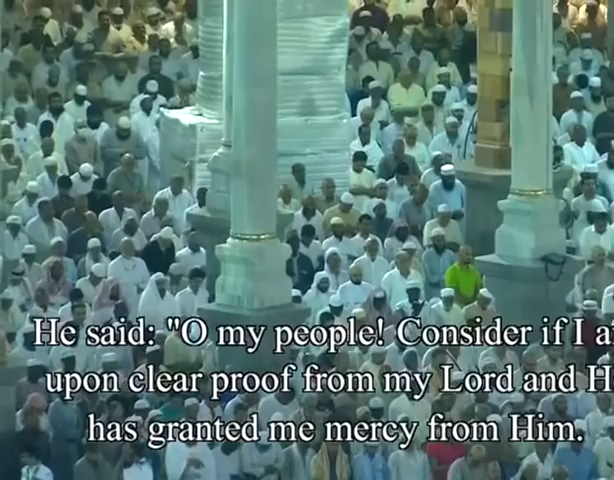 He said: "O my people! Consider if I a
upon clear proof from my Lord and H
has granted me mercy from Him.